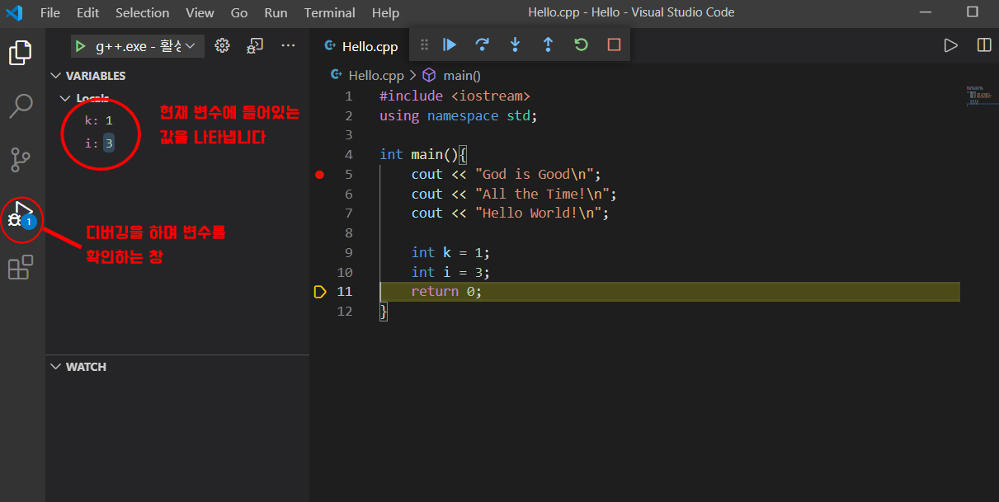 File Edit Selection View Go Run Terminal Help Hello.cpp - Hello - Visual Studio Code
g++.exe - 활성
Hello.cpp
VARIABLES
Locals
k: 1
i: 3
현재 변수에 들어있는
값을 나타냅니다
1
디버깅을 하며 변수를
확인하는 창
WATCH
Hello.cpp > main()
1 #include <iostream>
2 using namespace std;
3
4 int main(){
5 cout << "God is Good\n";
6 cout << "All the Time!\n";
7 cout << "Hello World!\n";
8
9 int k = 1;
10 int i = 3;
11 return 0;
12 }